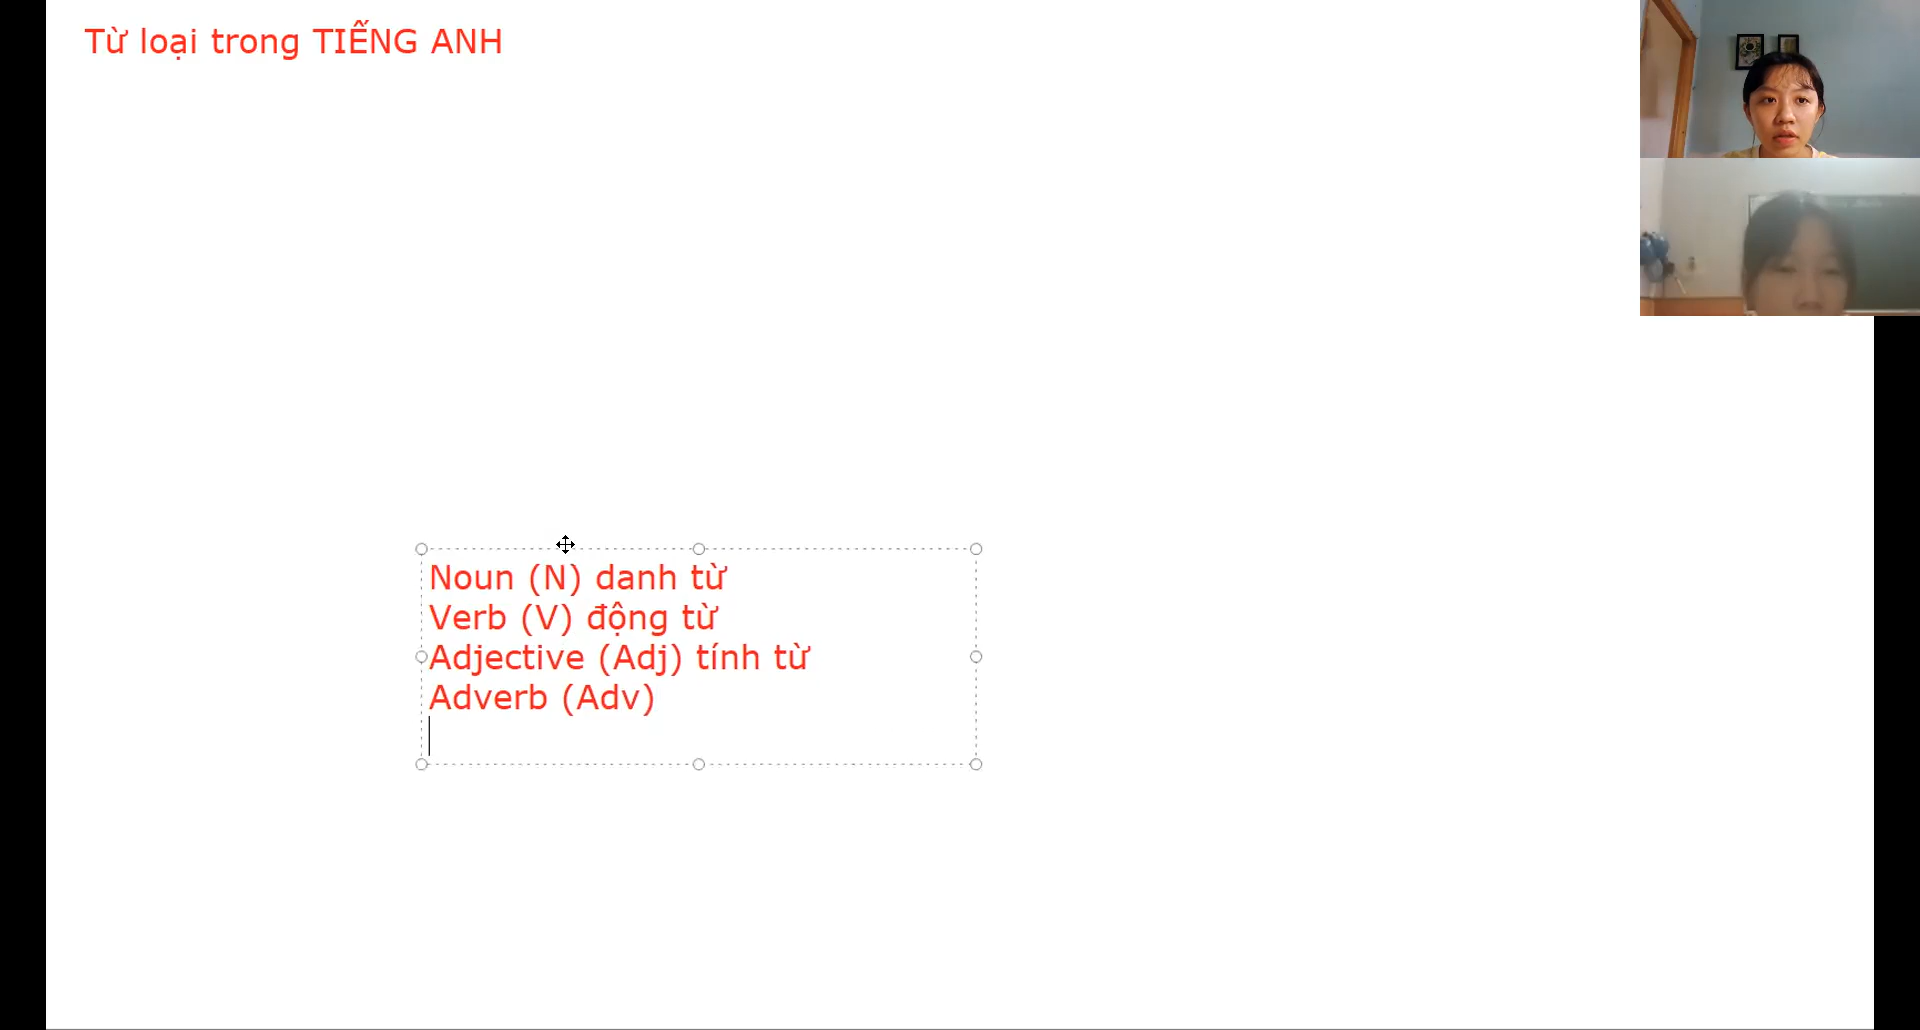 Từ loại trong TIẾNG ANH
Noun (N) danh từ
Verb (V) động từ
Adjective (Adj) tính từ
Adverb (Adv)